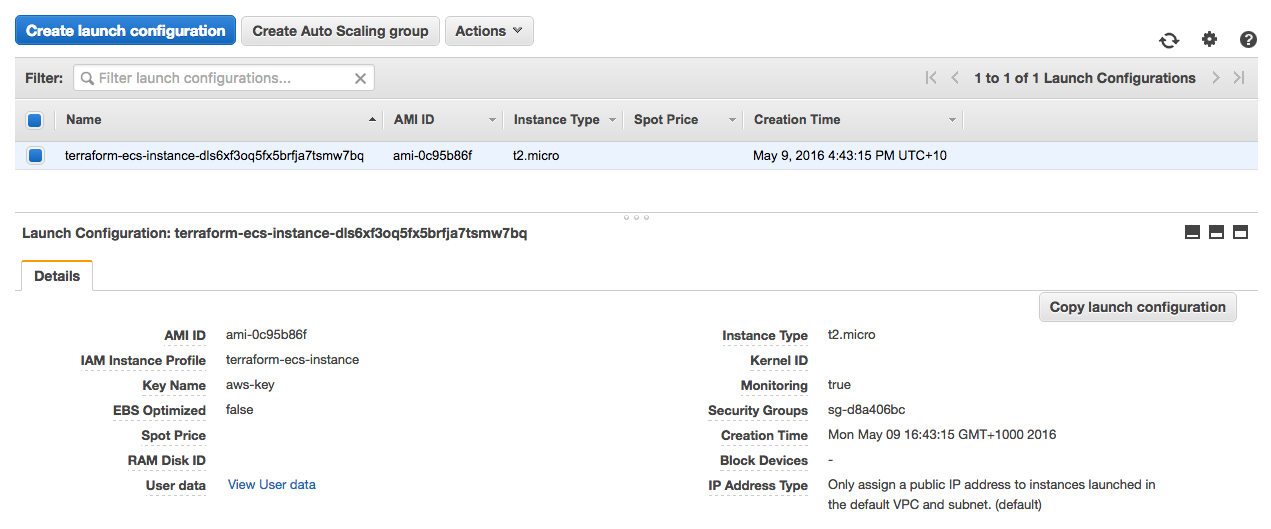 Create launch configuration Create Auto Scaling group Actions
Filter: Filter launch configurations... 1 to 1 of 1 Launch Configurations
Name AMI ID Instance Type Spot Price Creation Time
terraform-ecs-instance-dls6xf3oq5fx5brfja7tsmw7bq ami-0c95b86f t2.micro May 9, 2016 4:43:15 PM UTC+10
Launch Configuration: terraform-ecs-instance-dls6xf3oq5fx5brfja7tsmw7bq
Details
Copy launch configuration
AMI ID ami-0c95b86f Instance Type t2.micro
IAM Instance Profile terraform-ecs-instance Kernel ID
Key Name aws-key Monitoring true
EBS Optimized false Security Groups sg-d8a406bc
Spot Price Creation Time Mon May 09 16:43:15 GMT+1000 2016
RAM Disk ID Block Devices -
User data View User data IP Address Type Only assign a public IP address to instances launched in
the default VPC and subnet. (default)